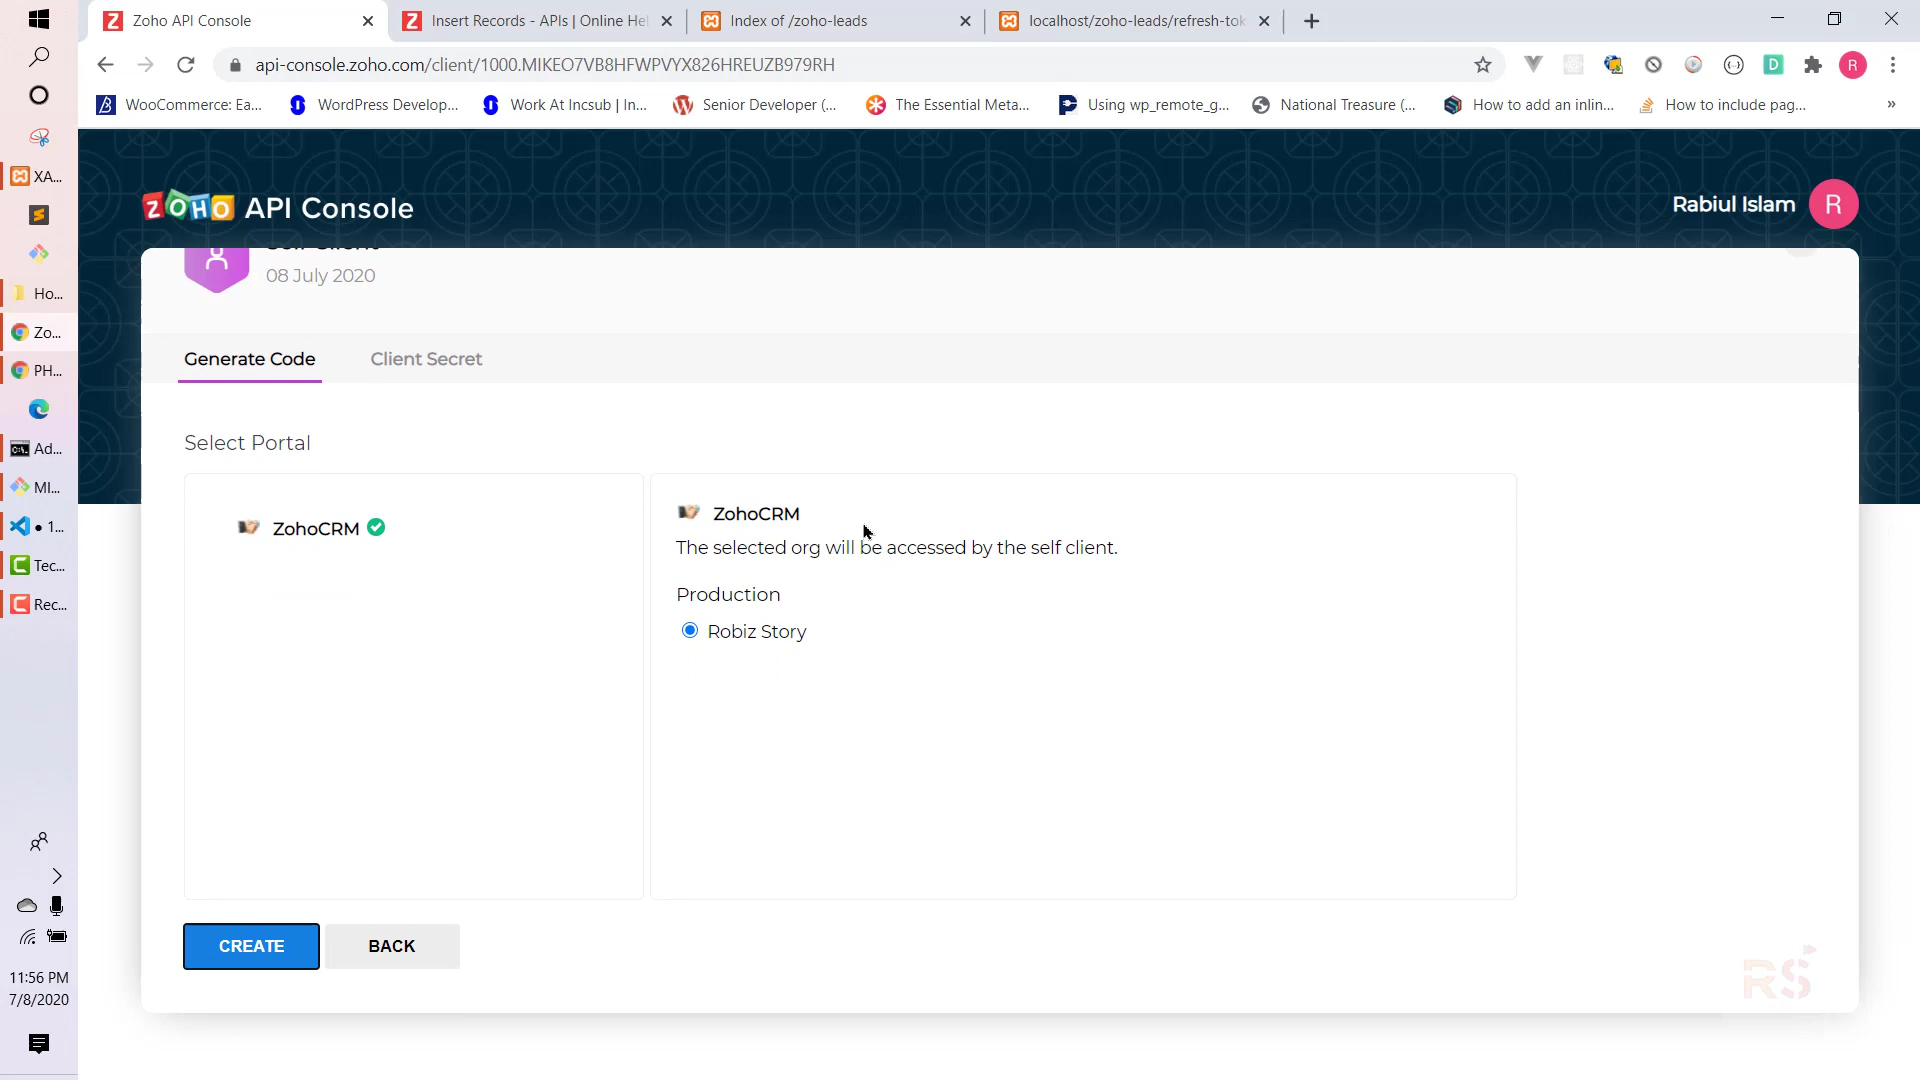 Zoho API Console
Insert Records - APIs | Online He
Index of /zoho-leads
localhost/zoho-leads/refresh-tok
api-console.zoho.com/client/1000.MIKEO7VB8HFWPVYX826HREUZB979RH
D
R
WooCommerce: Ea...
WordPress Develop...
Work At Incsub | In...
Senior Developer (...
The Essential Meta...
Using wp_remote_g...
National Treasure (...
How to add an inlin...
How to include pag...
»
XA...
Ho...
Zo...
PH...
Ad...
MI...
1...
Tec...
Rec...
11:56 PM
7/8/2020
ZOHO API Console
Rabiul Islam
R
Self Client
08 July 2020
Generate Code
Client Secret
Select Portal
ZohoCRM
ZohoCRM
The selected org will be accessed by the self client.
Production
Robiz Story
CREATE
BACK
RS